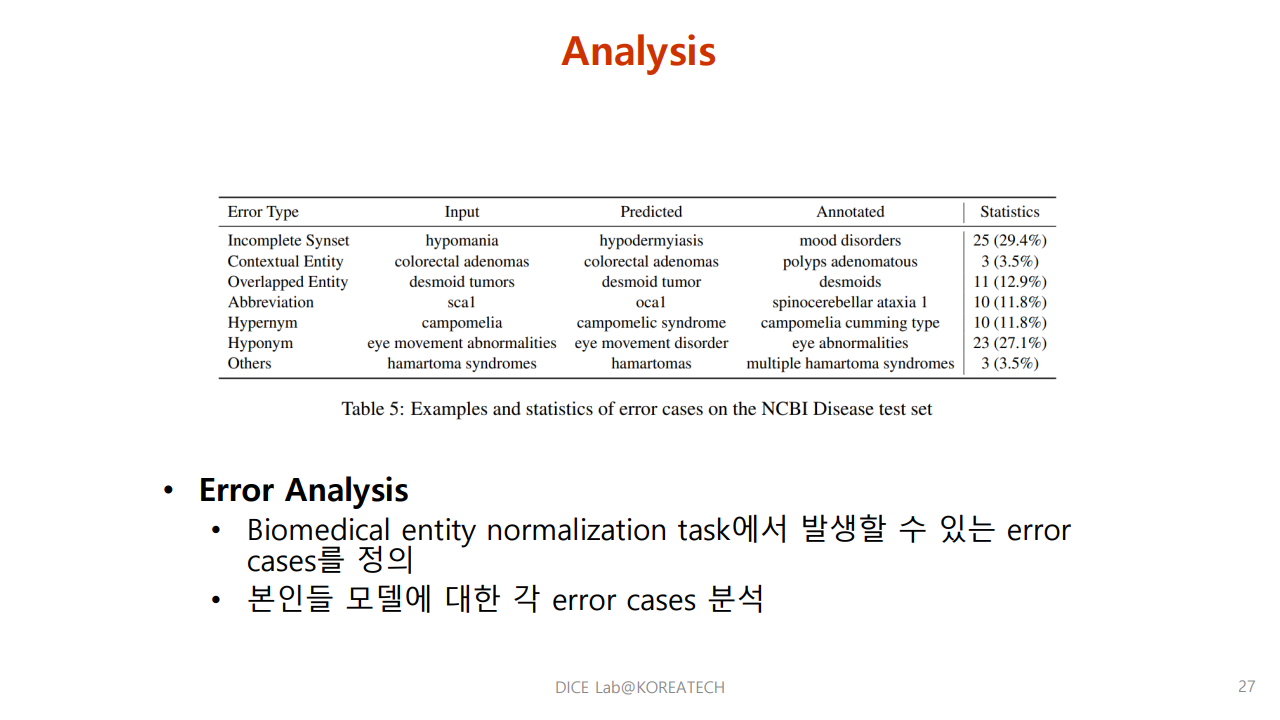 Analysis
Error Type Input Predicted Annotated Statistics
Incomplete Synset hypomania hypodermyiasis mood disorders 25 (29.4%)
Contextual Entity colorectal adenomas colorectal adenomas polyps adenomatous 3 (3.5%)
Overlapped Entity desmoid tumors desmoid tumor desmoids 11 (12.9%)
Abbreviation sca1 oca1 spinocerebellar ataxia 1 10 (11.8%)
Hypernym campomelia campomelic syndrome campomelia cumming type 10 (11.8%)
Hyponym eye movement abnormalities eye movement disorder eye abnormalities 23 (27.1%)
Others hamartoma syndromes hamartomas multiple hamartoma syndromes 3 (3.5%)
Table 5: Examples and statistics of error cases on the NCBI Disease test set
• Error Analysis
• Biomedical entity normalization task에서 발생할 수 있는 error
cases를 정의
• 본인들 모델에 대한 각 error cases 분석
DICE Lab@KOREATECH
27